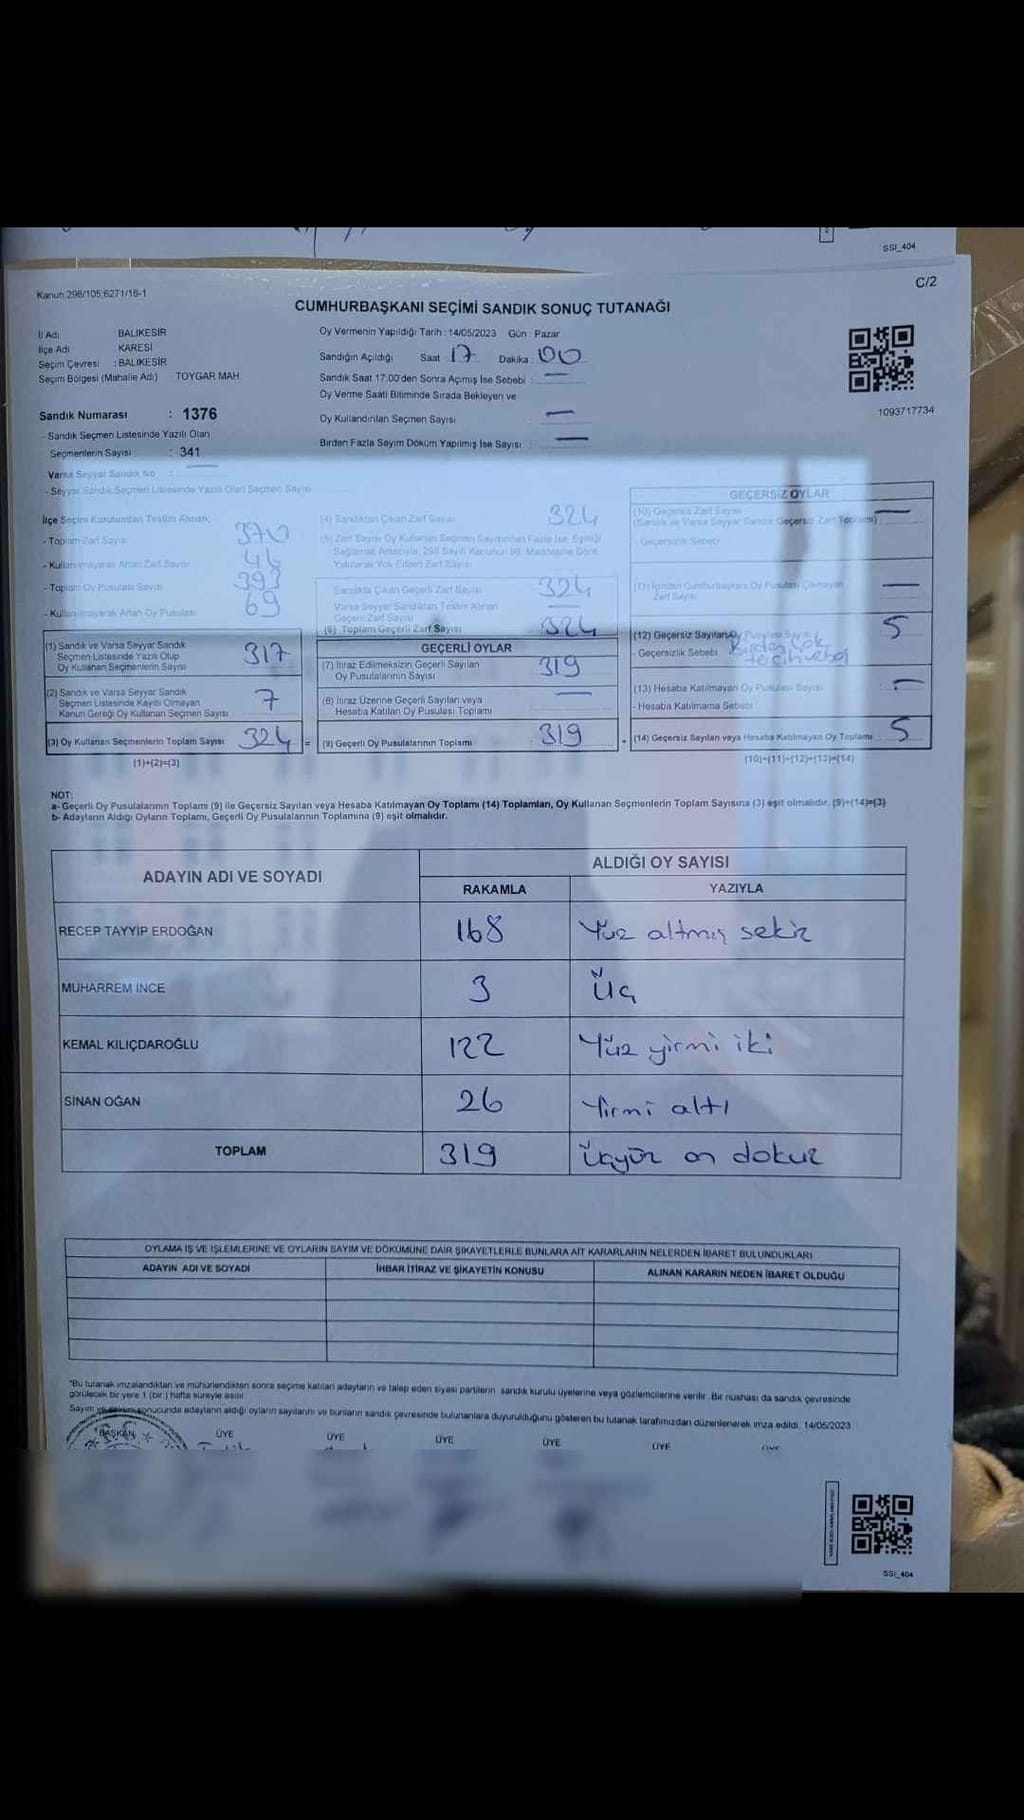 SSI_404
C/2
Kanun:298/105;6271/18-1
CUMHURBAŞKANI SEÇİMİ SANDIK SONUÇ TUTANAĞI
İl Adı BALIKESİR
İlçe Adı KARESİ
Seçim Çevresi : BALIKESİR
Seçim Bölgesi (Mahalle Adı) TOYGAR MAH.
Sandık Numarası : 1376
- Sandık Seçmen Listesinde Yazılı Olan
Seçmenlerin Sayısı : 341
Varsa Seyyar Sandık No :
- Seyyar Sandık Seçmen Listesinde Yazılı Olan Seçmen Sayısı
Oy Vermenin Yapıldığı Tarih : 14/05/2023 Gün : Pazar
Sandığın Açıldığı Saat 17 Dakika : 00
Sandık Saat 17:00'den Sonra Açımış İse Sebebi : —
Oy Verme Saati Bitiminde Sırada Bekleyen ve
Oy Kullandırılan Seçmen Sayısı —
Birden Fazla Sayım Döküm Yapılmış İse Sayısı : —
1093717734
İlçe Seçim Kurulundan Teslim Alınan;
- Toplam Zarf Sayısı 370
- Kullanılmayarak Artan Zarf Sayısı 46
- Toplam Oy Pusulası Sayısı 393
- Kullanılmayarak Artan Oy Pusulası 69
(1) Sandık ve Varsa Seyyar Sandık
Seçmen Listesinde Yazılı Olup
Oy Kullanan Seçmenlerin Sayısı 317
(2) Sandık ve Varsa Seyyar Sandık
Seçmen Listesinde Kayıtlı Olmayan
Kanun Gereği Oy Kullanan Seçmen Sayısı 7
(3) Oy Kullanan Seçmenlerin Toplam Sayısı 324 =
(1)+(2)=(3)
(4) Sandıktan Çıkan Zarf Sayısı 324
(5) Zarf Sayısı Oy Kullanan Seçmen Sayısından Fazla İse, Eşitliği
Sağlamak Amacıyla, 298 Sayılı Kanunun 98. Maddesine Göre
Yakılarak Yok Edilen Zarf Sayısı
Sandıkta Çıkan Geçerli Zarf Sayısı 324
Varsa Seyyar Sandıktan Teslim Alınan
Geçerli Zarf Sayısı —
(6) Toplam Geçerli Zarf Sayısı 324
GEÇERLİ OYLAR
(7) İtiraz Edilmeksizin Geçerli Sayılan
Oy Pusulalarının Sayısı 319
(8) İtiraz Üzerine Geçerli Sayılan veya
Hesaba Katılan Oy Pusulası Toplamı —
(9) Geçerli Oy Pusulalarının Toplamı 319
GEÇERSİZ OYLAR
(10) Geçersiz Zarf Sayısı
(Sandık ve Varsa Seyyar Sandık Geçersiz Zarf Toplamı) —
- Geçersizlik Sebebi
(11) İçinden Cumhurbaşkanı Oy Pusulası Çıkmayan
Zarf Sayısı —
(12) Geçersiz Sayılan Oy Pusulası Sayısı 5
- Geçersizlik Sebebi Birden çok
tercih
(13) Hesaba Katılmayan Oy Pusulası Sayısı —
- Hesaba Katılmama Sebebi
(14) Geçersiz Sayılan veya Hesaba Katılmayan Oy Toplamı 5
(10)+(11)+(12)+(13)=(14)
NOT:
a- Geçerli Oy Pusulalarının Toplamı (9) ile Geçersiz Sayılan veya Hesaba Katılmayan Oy Toplamı (14) Toplamları, Oy Kullanan Seçmenlerin Toplam Sayısına (3) eşit olmalıdır. (9)+(14)=(3)
b- Adayların Aldığı Oyların Toplamı, Geçerli Oy Pusulalarının Toplamına (9) eşit olmalıdır.
ADAYIN ADI VE SOYADI ALDIĞI OY SAYISI
RAKAMLA YAZIYLA
RECEP TAYYİP ERDOĞAN 168 Yüz altmış sekiz
MUHARREM İNCE 3 Üç
KEMAL KILIÇDAROĞLU 122 Yüz yirmi iki
SİNAN OĞAN 26 Yirmi altı
TOPLAM 319 Üçyüz on dokuz
OYLAMA İŞ VE İŞLEMLERİNE VE OYLARIN SAYIM VE DÖKÜMÜNE DAİR ŞİKAYETLERLE BUNLARA AİT KARARLARIN NELERDEN İBARET BULUNDUKLARI
ADAYIN ADI VE SOYADI İHBAR İTİRAZ VE ŞİKAYETİN KONUSU ALINAN KARARIN NEDEN İBARET OLDUĞU
*Bu tutanak imzalandıktan ve mühürlendikten sonra seçime katılan adayların ve talep eden siyasi partilerin sandık kurulu üyelerine veya gözlemcilerine verilir. Bir nüshası da sandık çevresinde
görülecek bir yere 1 (bir) hafta süreyle asılır.
Sayım ve döküm sonucunda adayların aldığı oyların sayılarını ve bunların sandık çevresinde bulunanlara duyurulduğunu gösteren bu tutanak tarafımızdan düzenlenerek imza edildi. 14/05/2023
BAŞKAN ÜYE ÜYE ÜYE ÜYE ÜYE ÜYE
SSI_404